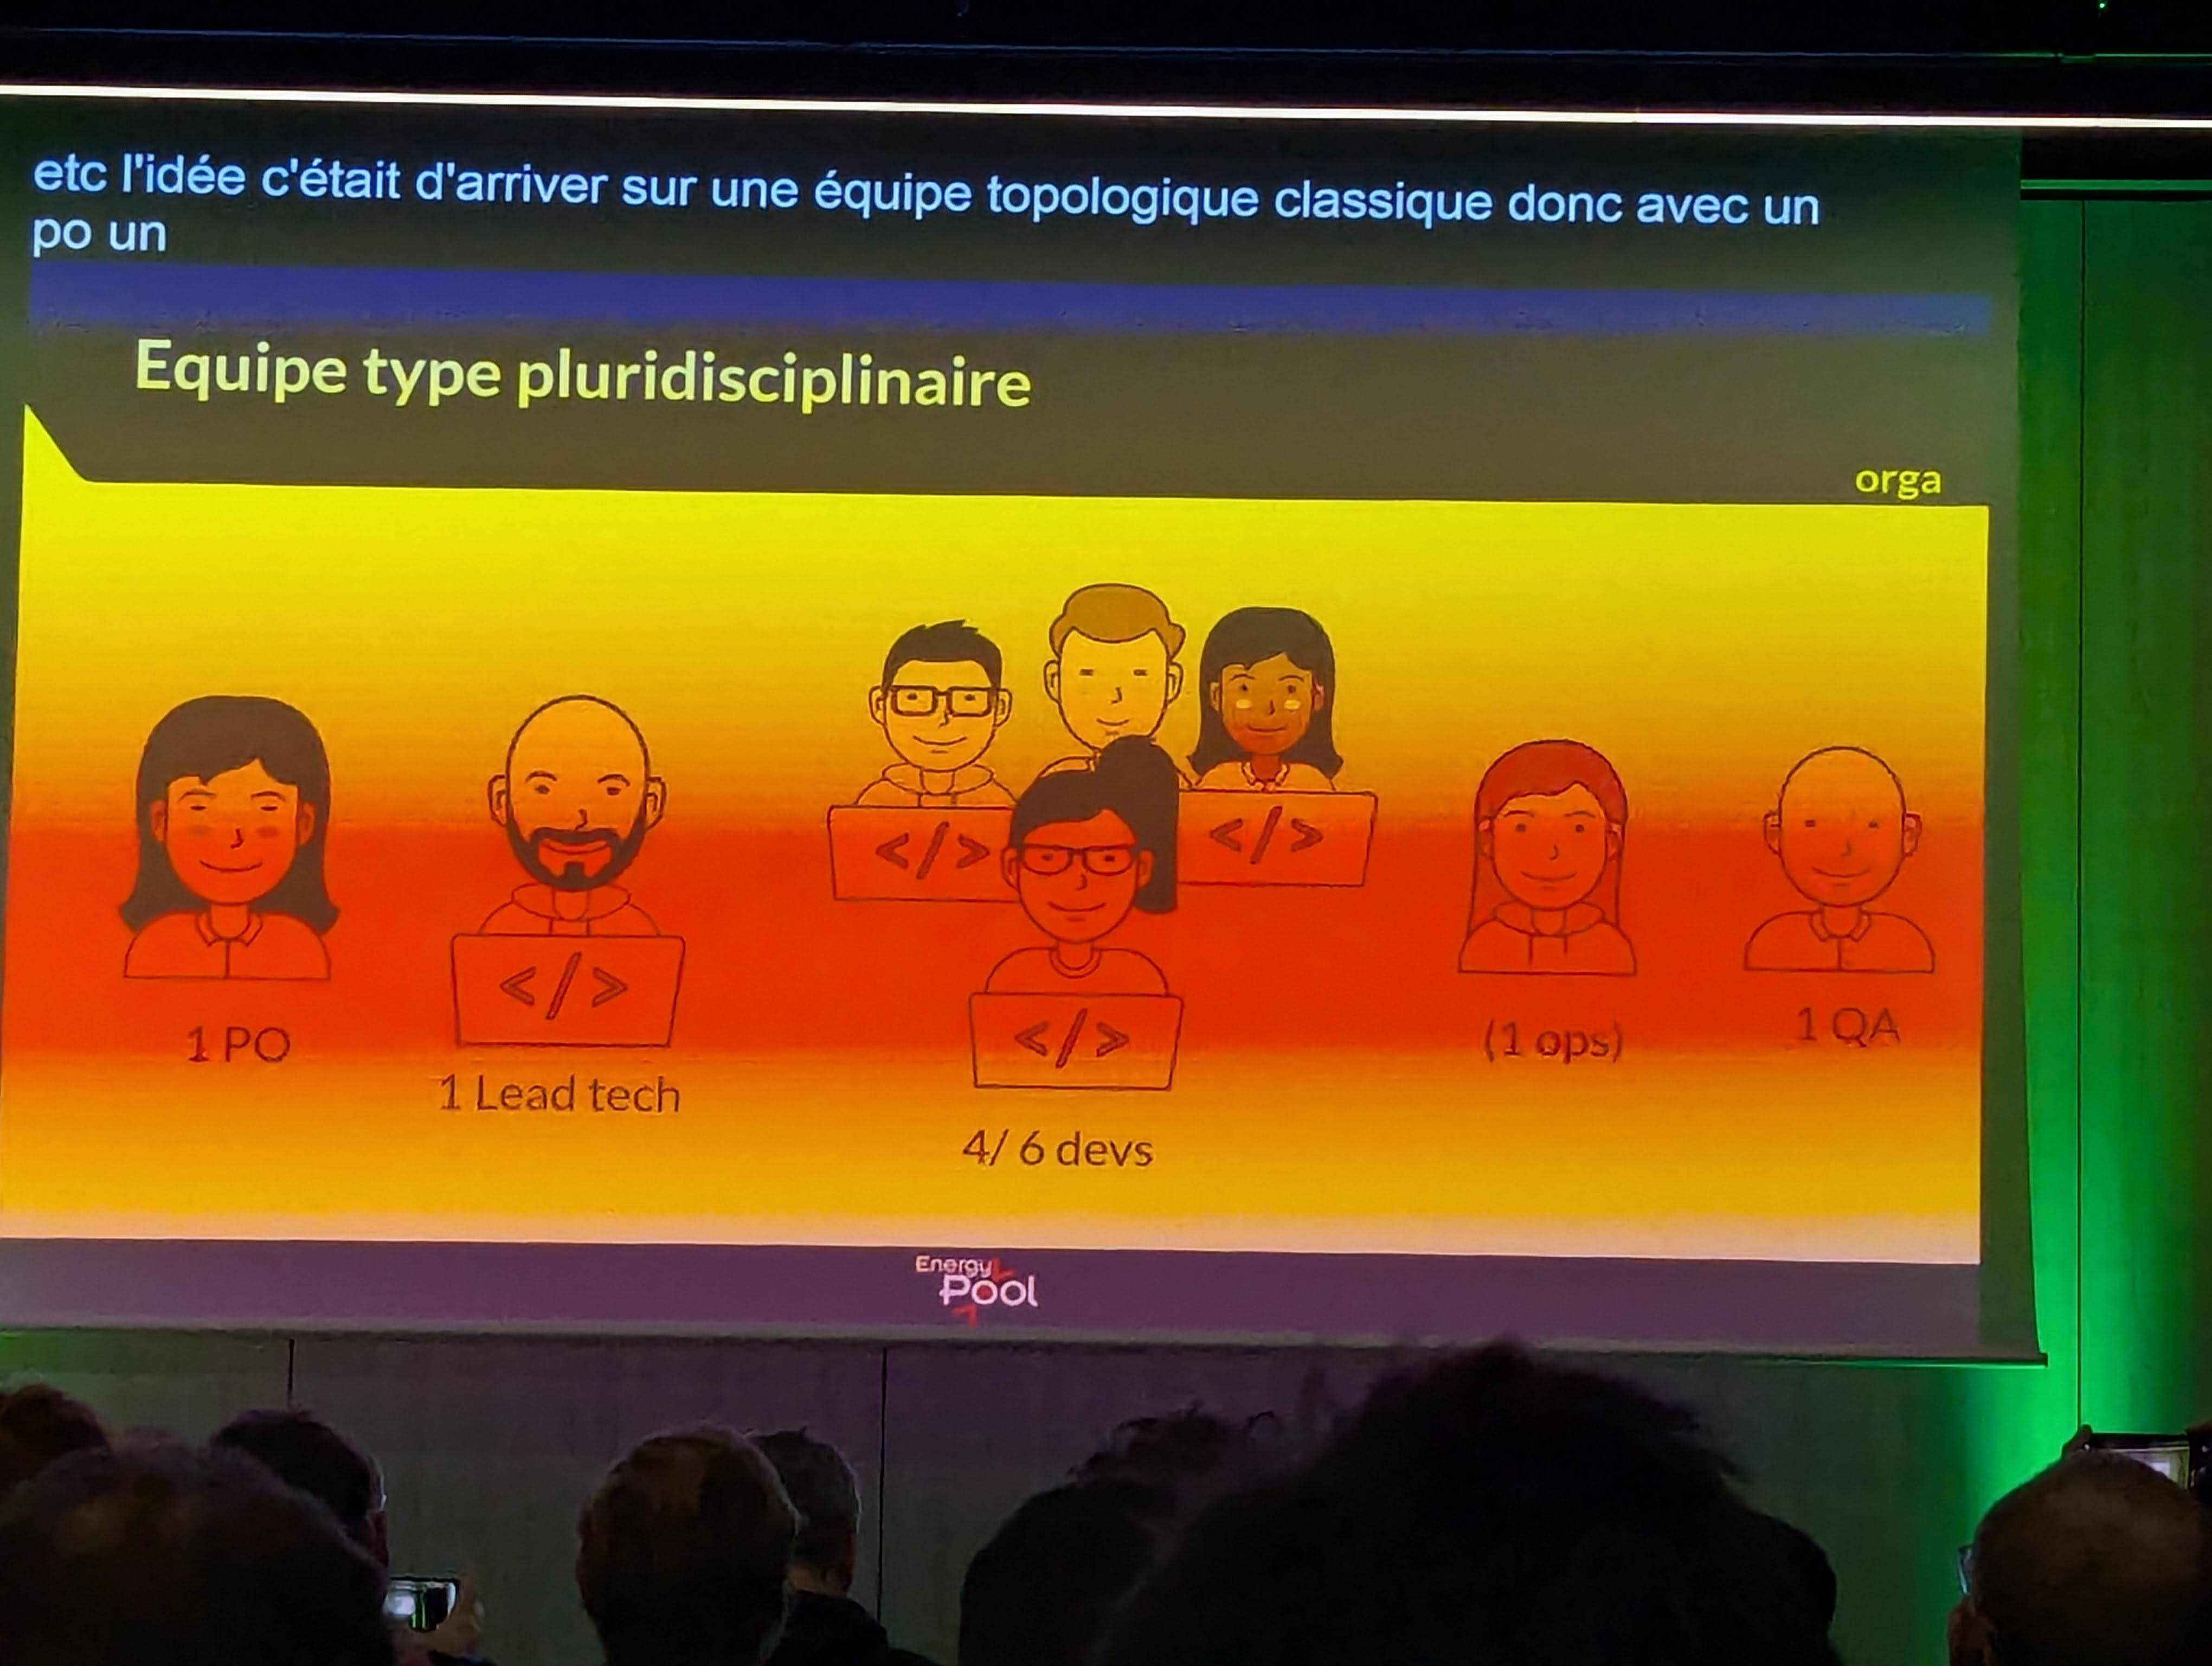 etc l'idée c'était d'arriver sur une équipe topologique classique donc avec un
po un
Equipe type pluridisciplinaire
orga
</>
</>
</>
</>
1 PO
1 Lead tech
4/ 6 devs
(1 ops)
1 QA
Energy
Pool